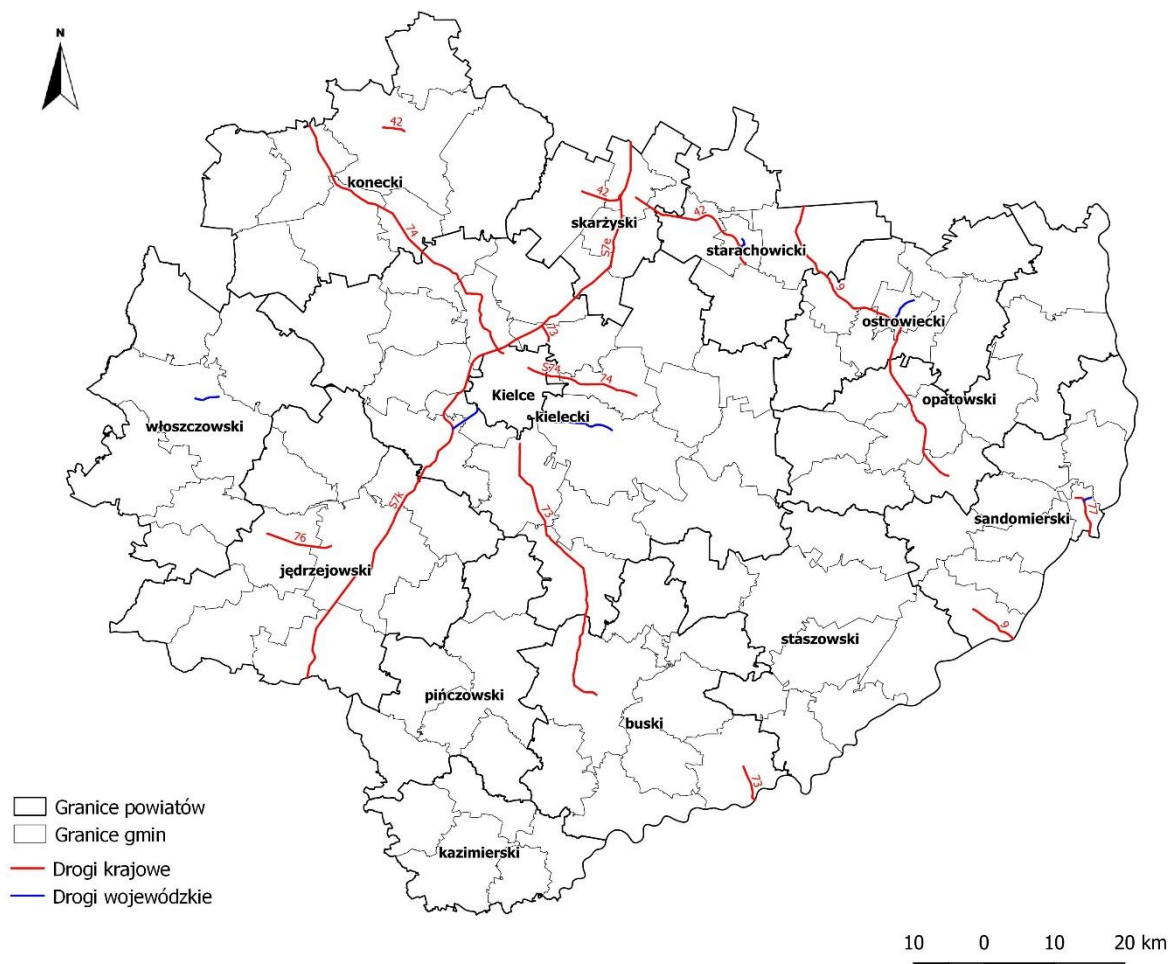 N
42
konecki
42
skarżyski
42
starachowicki
74
S7e
9
ostrowiecki
73
S74
74
Kielce
kielecki
opatowski
włoszczowski
S7k
73
sandomierski
77
76
jędrzejowski
9
staszowski
pińczowski
buski
73
kazimierski
Granice powiatów
Granice gmin
Drogi krajowe
Drogi wojewódzkie
10 0 10 20 km